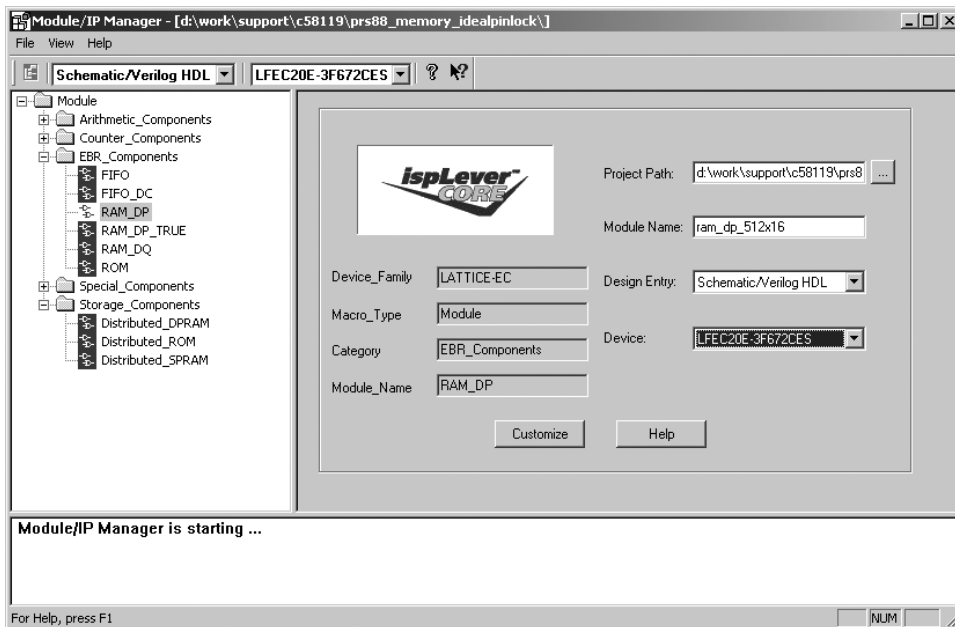 Module/IP Manager - [d:\work\support\c58119\prs88_memory_idealpinlock\]
File View Help
Schematic/Verilog HDL LFEC20E-3F672CES
Module
Arithmetic_Components
Counter_Components
EBR_Components
FIFO
FIFO_DC
RAM_DP
RAM_DP_TRUE
RAM_DQ
ROM
Special_Components
Storage_Components
Distributed_DPRAM
Distributed_ROM
Distributed_SPRAM
ispLever™
CORE
Project Path: d:\work\support\c58119\prs8 ...
Module Name: ram_dp_512x16
Device_Family LATTICE-EC
Design Entry: Schematic/Verilog HDL
Macro_Type Module
Device: LFEC20E-3F672CES
Category EBR_Components
Module_Name RAM_DP
Customize Help
Module/IP Manager is starting ...
For Help, press F1 NUM